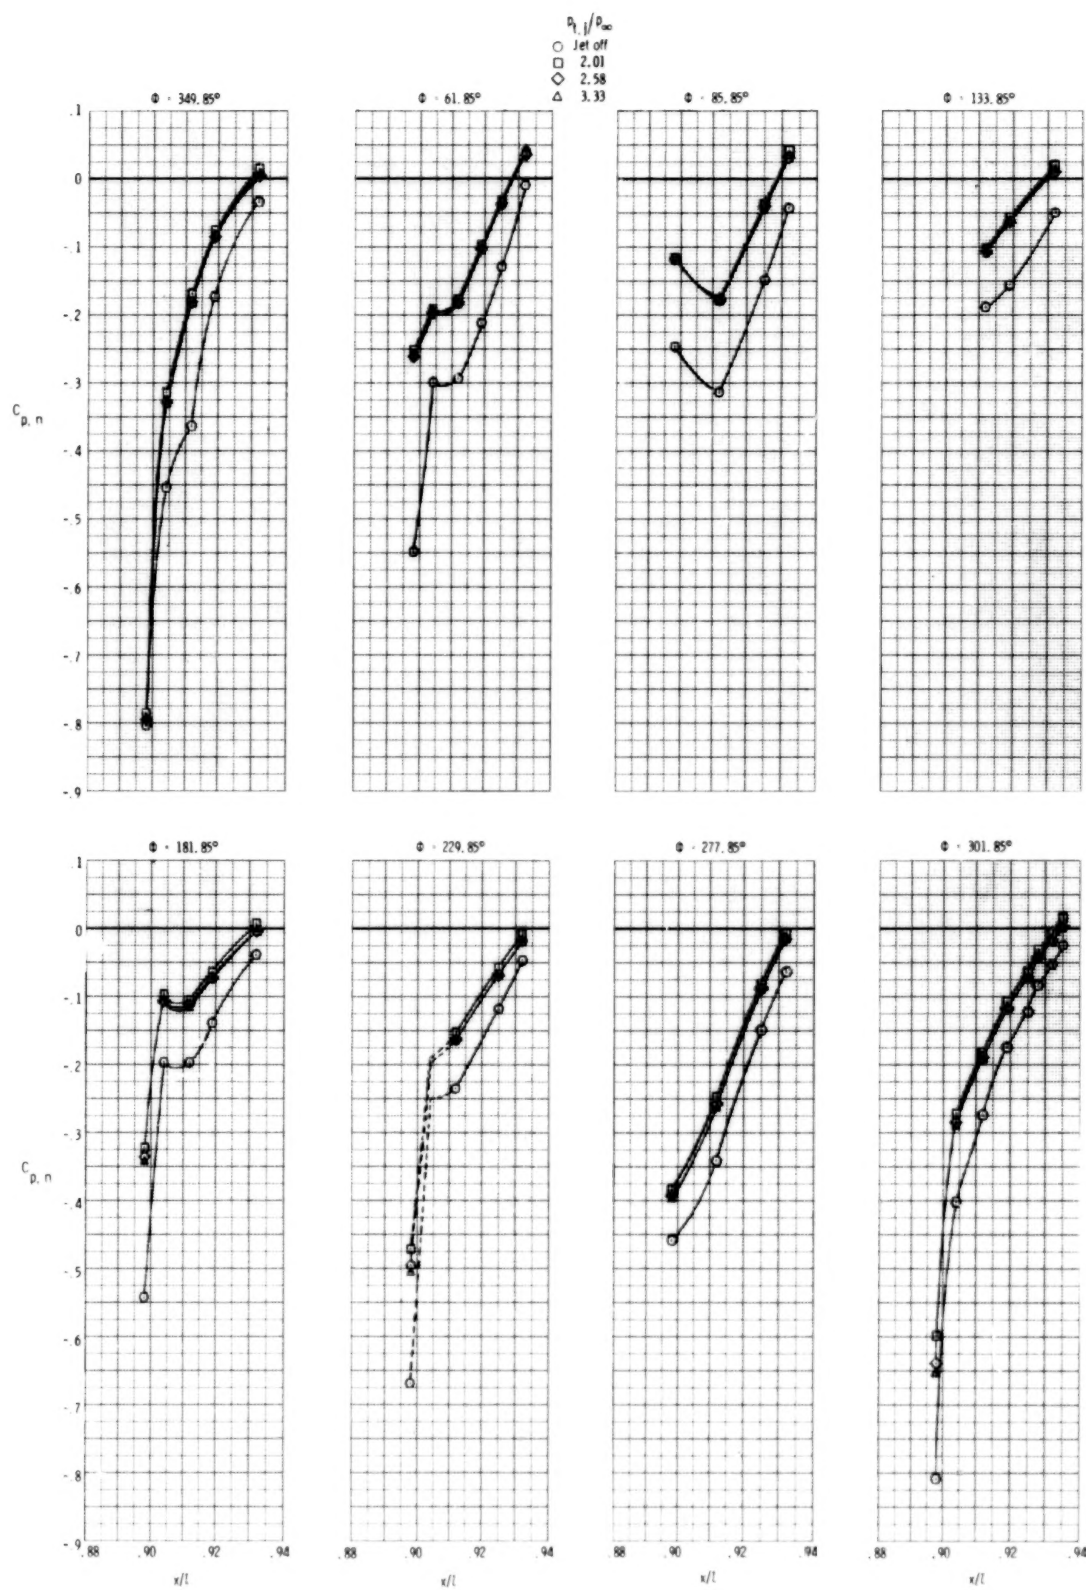 p_t,j/p_∞
○ Jet off
□ 2.01
◇ 2.58
△ 3.33
Φ - 349.85°
Φ - 61.85°
Φ - 85.85°
Φ - 133.85°
.1
0
-.1
-.2
-.3
C_p,n
-.4
-.5
-.6
-.7
-.8
-.9
Φ - 181.85°
Φ - 229.85°
Φ - 277.85°
Φ - 301.85°
.1
0
-.1
-.2
-.3
C_p,n
-.4
-.5
-.6
-.7
-.8
-.9
.88 .90 .92 .94
.88 .90 .92 .94
.88 .90 .92 .94
.88 .90 .92 .94
x/l
x/l
x/l
x/l